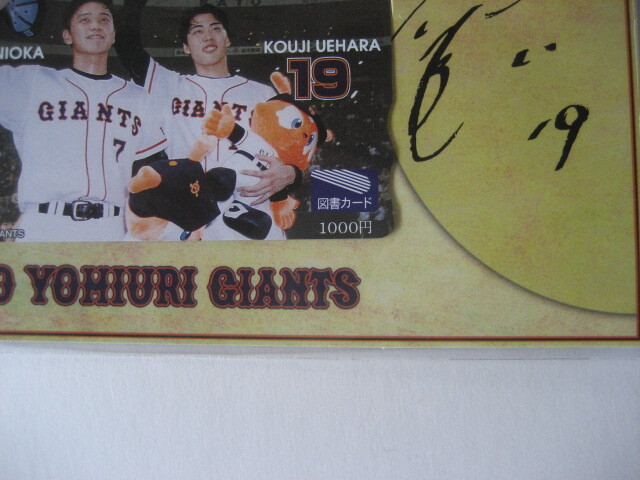 NIOKA
KOUJI UEHARA
19
GIANTS
7
GIANTS
図書カード
1000円
ANTS
19
YOMIURI GIANTS